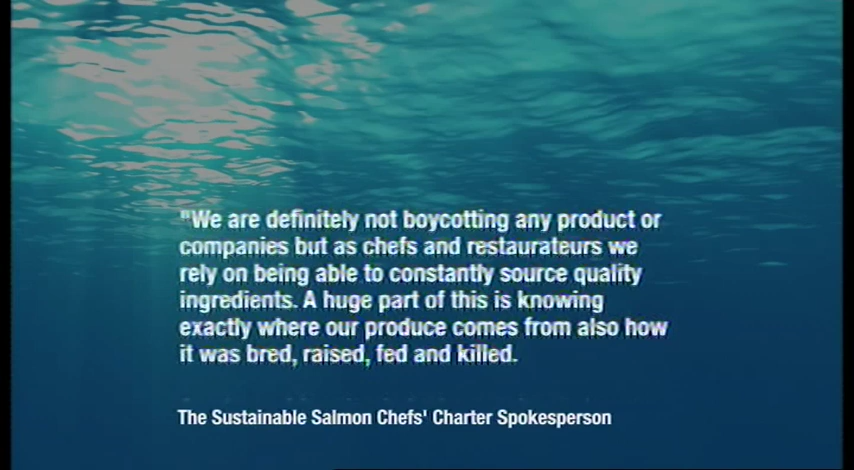 "We are definitely not boycotting any product or
companies but as chefs and restaurateurs we
rely on being able to constantly source quality
ingredients. A huge part of this is knowing
exactly where our produce comes from also how
it was bred, raised, fed and killed.
The Sustainable Salmon Chefs' Charter Spokesperson